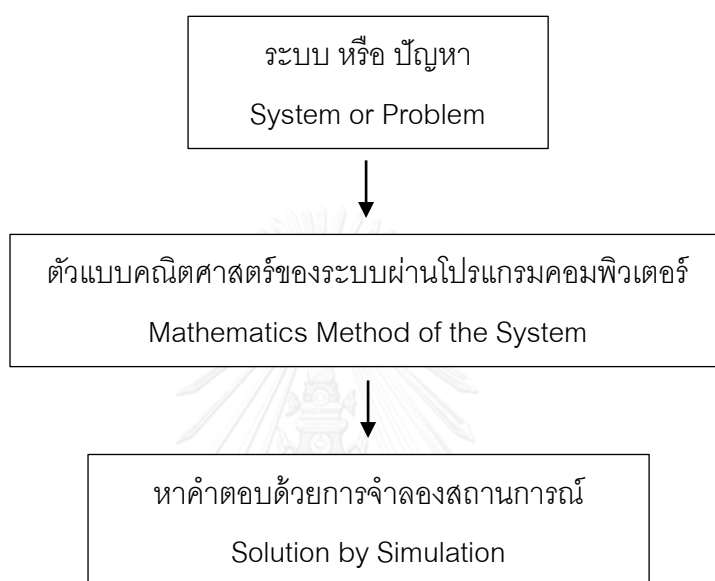 ระบบ หรือ ปัญหา
System or Problem
ตัวแบบคณิตศาสตร์ของระบบผ่านโปรแกรมคอมพิวเตอร์
Mathematics Method of the System
หาคำตอบด้วยการจำลองสถานการณ์
Solution by Simulation